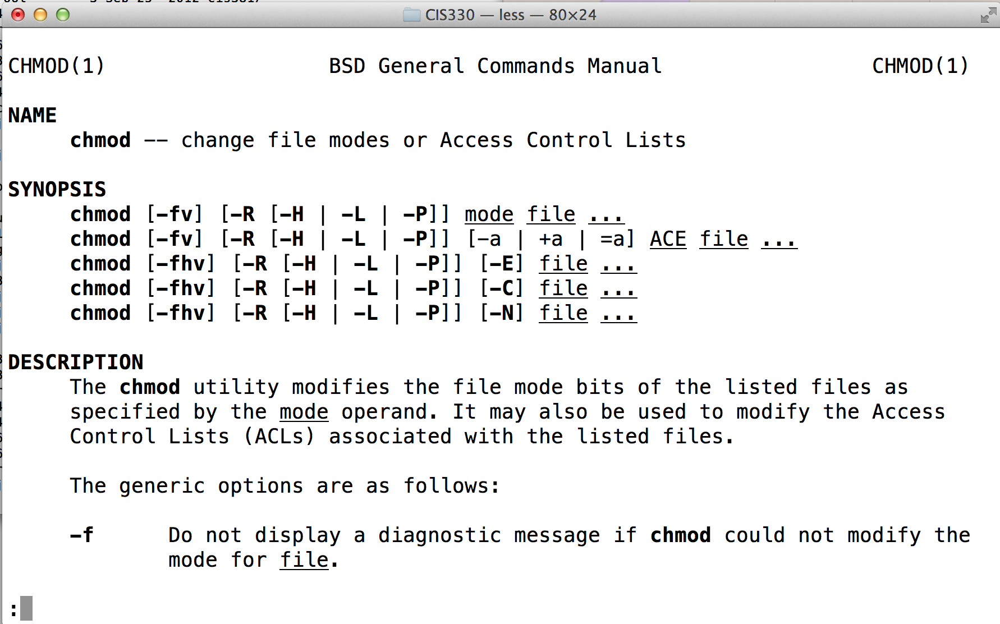 CIS330 — less — 80×24
CHMOD(1) BSD General Commands Manual CHMOD(1)
NAME
chmod -- change file modes or Access Control Lists
SYNOPSIS
chmod [-fv] [-R [-H | -L | -P]] mode file ...
chmod [-fv] [-R [-H | -L | -P]] [-a | +a | =a] ACE file ...
chmod [-fhv] [-R [-H | -L | -P]] [-E] file ...
chmod [-fhv] [-R [-H | -L | -P]] [-C] file ...
chmod [-fhv] [-R [-H | -L | -P]] [-N] file ...
DESCRIPTION
The chmod utility modifies the file mode bits of the listed files as
specified by the mode operand. It may also be used to modify the Access
Control Lists (ACLs) associated with the listed files.
The generic options are as follows:
-f Do not display a diagnostic message if chmod could not modify the
mode for file.
: